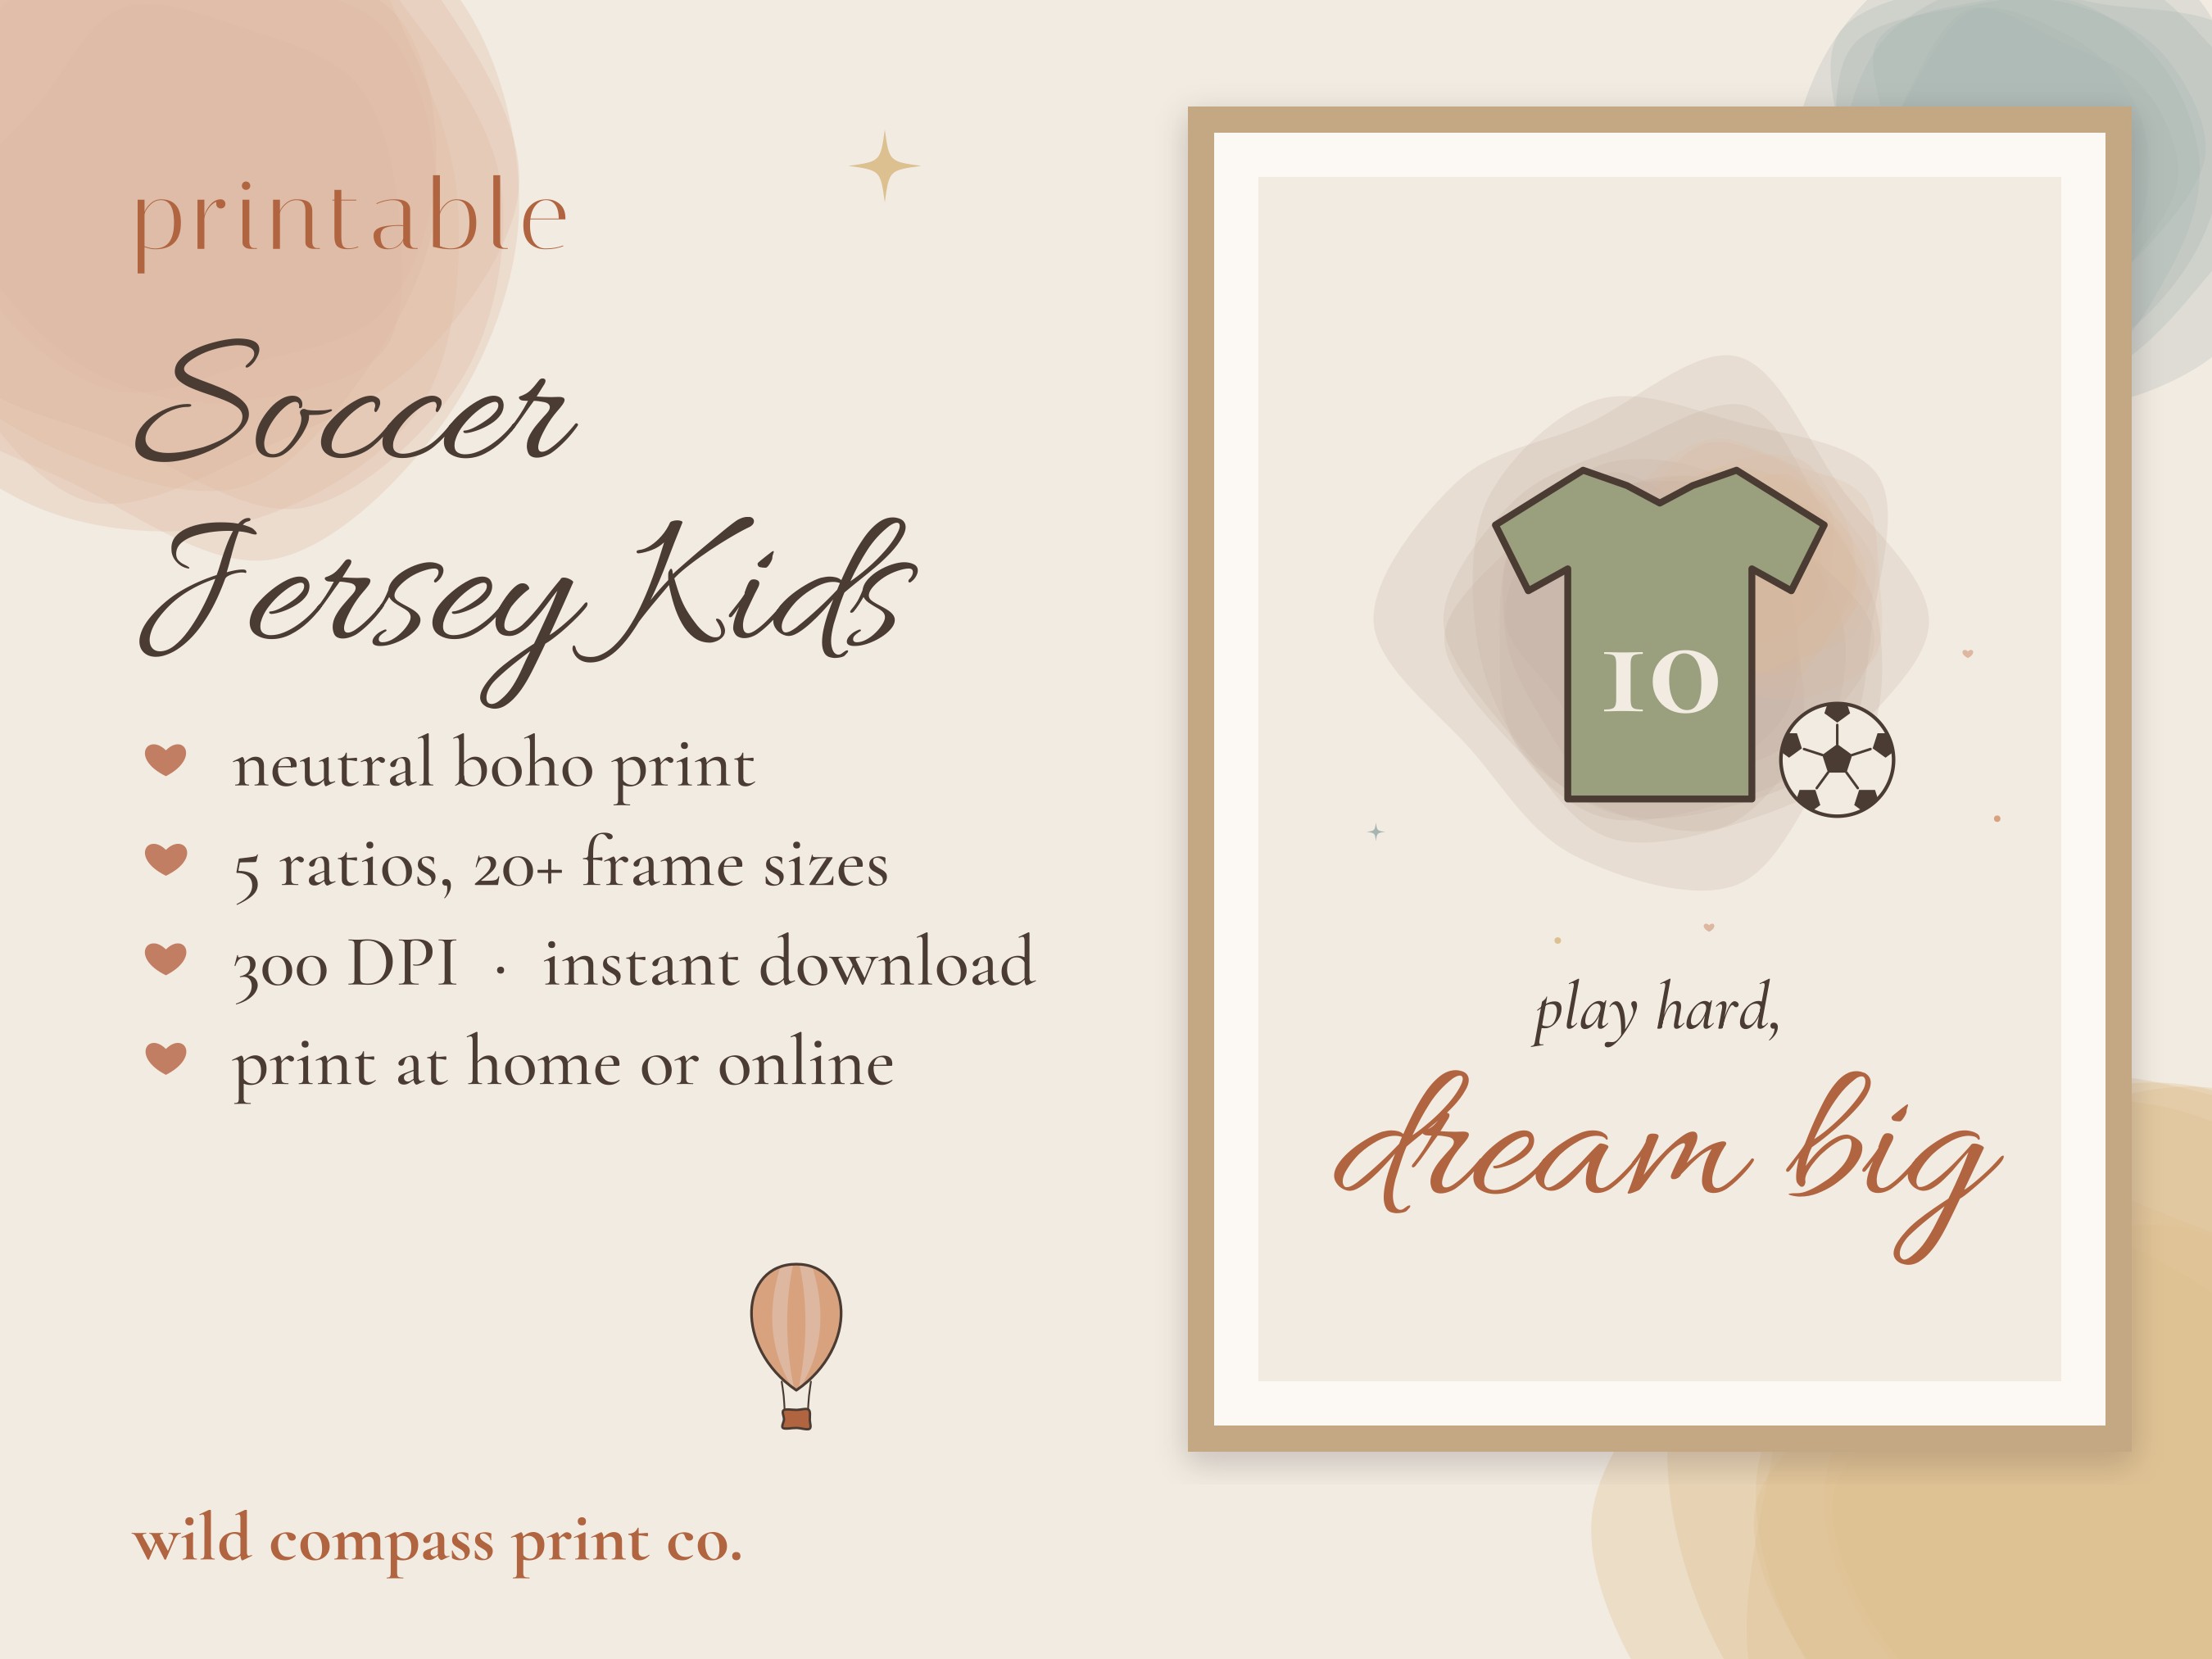 printable
Soccer
Jersey Kids
neutral boho print
5 ratios, 20+ frame sizes
300 DPI · instant download
print at home or online
wild compass print co.
10
play hard,
dream big